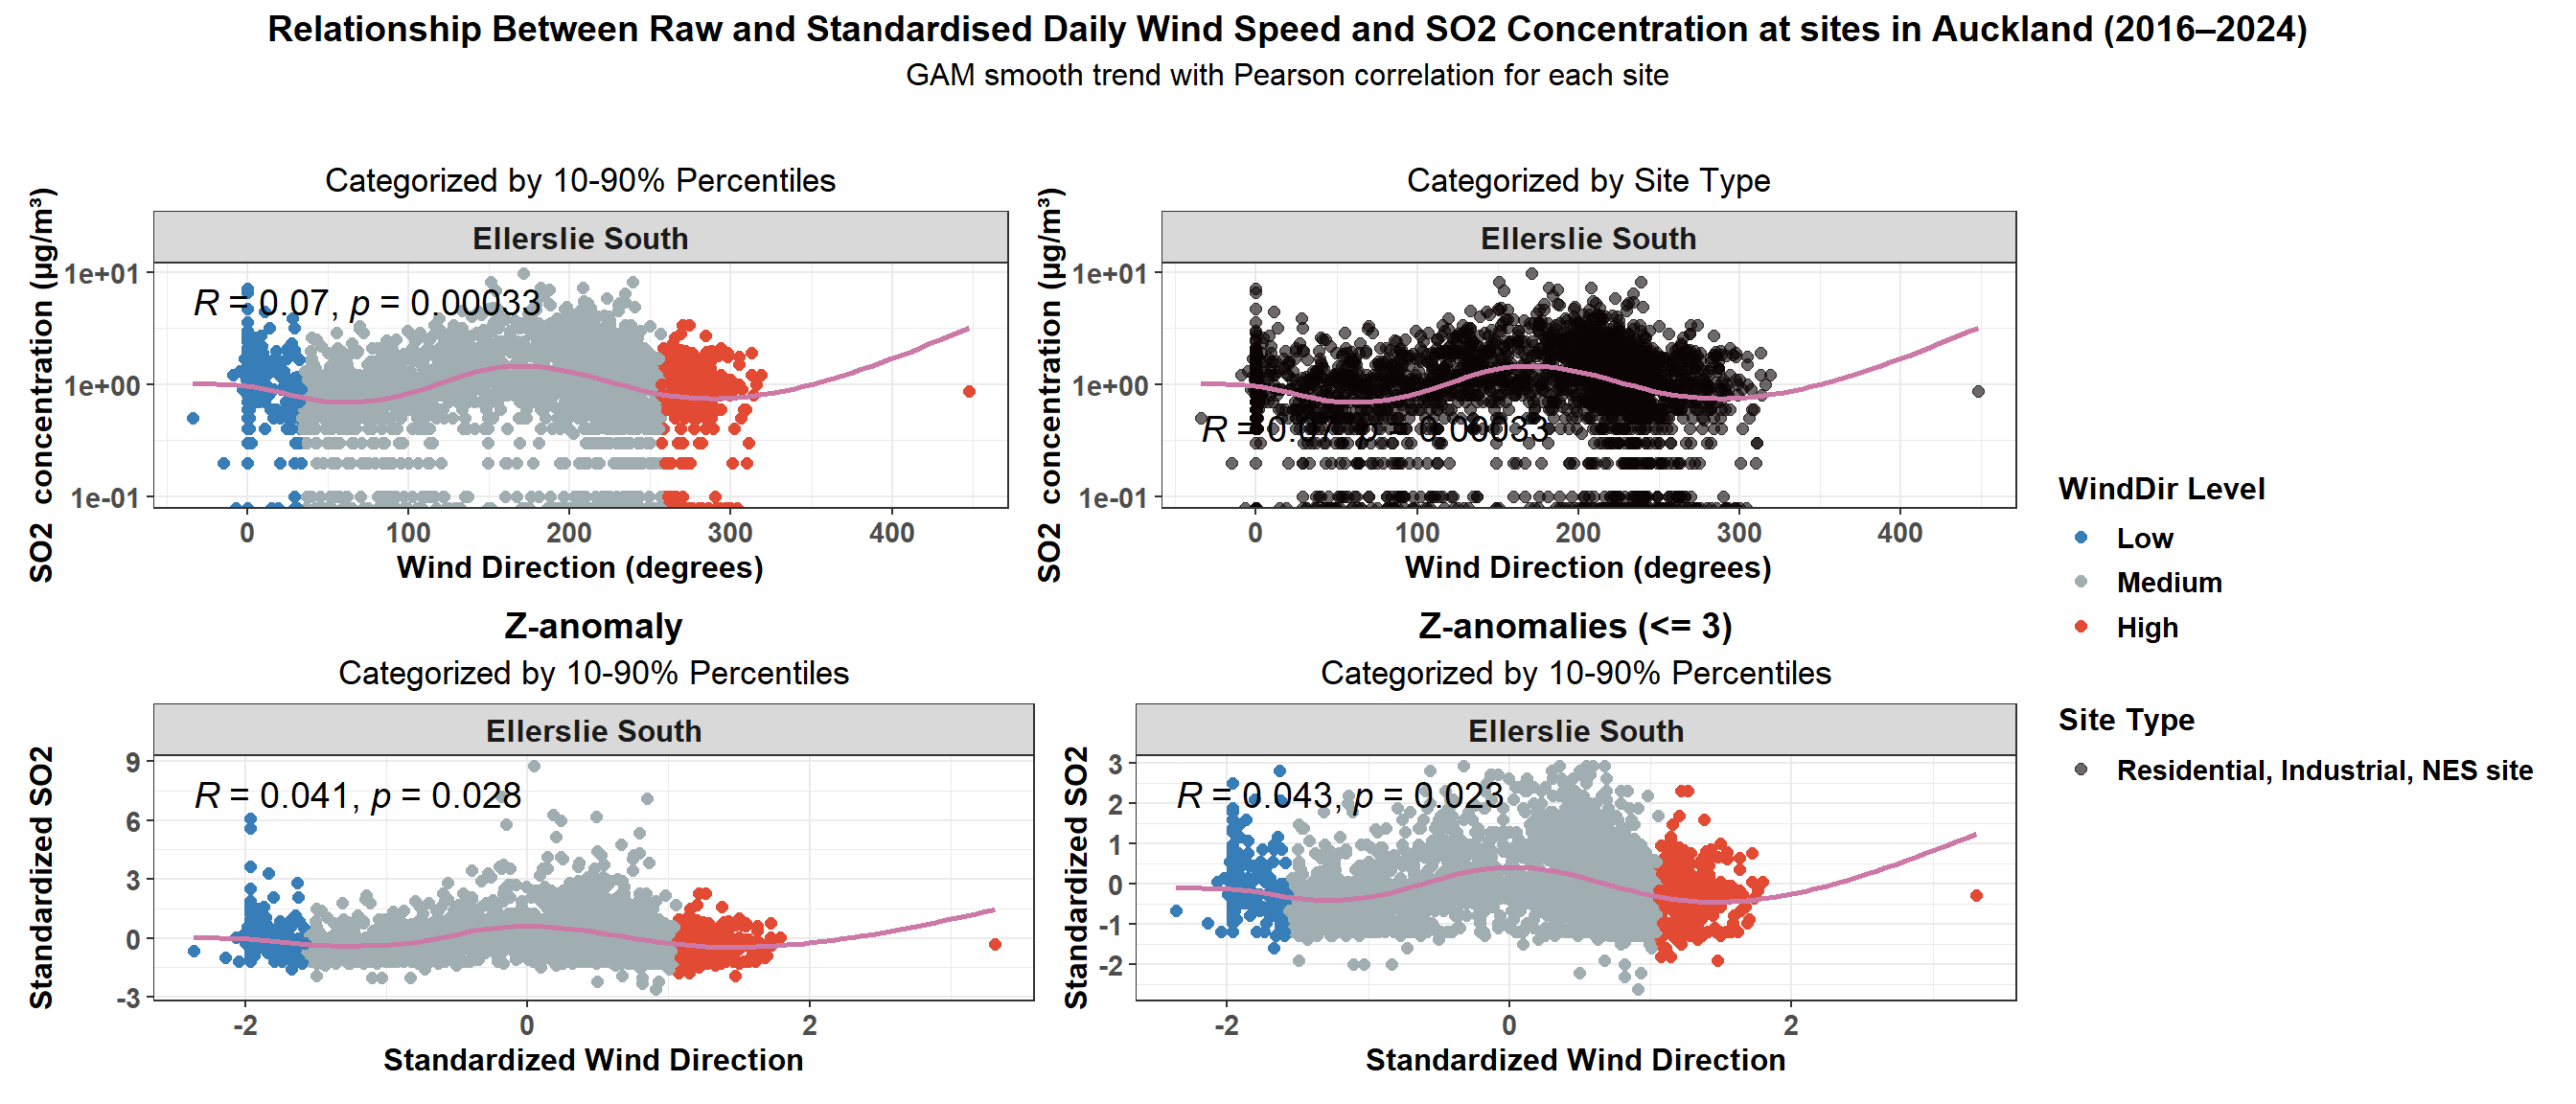 Relationship Between Raw and Standardised Daily Wind Speed and SO2 Concentration at sites in Auckland (2016–2024)
GAM smooth trend with Pearson correlation for each site
Categorized by 10-90% Percentiles
Ellerslie South
SO2 concentration (µg/m³)
1e+01
1e+00
1e-01
R = 0.07, p = 0.00033
0
100
200
300
400
Wind Direction (degrees)
Categorized by Site Type
Ellerslie South
SO2 concentration (µg/m³)
1e+01
1e+00
1e-01
R = 0.07, p = 0.00033
0
100
200
300
400
Wind Direction (degrees)
Z-anomaly
Categorized by 10-90% Percentiles
Ellerslie South
Standardized SO2
9
6
3
0
-3
R = 0.041, p = 0.028
-2
0
2
Standardized Wind Direction
Z-anomalies (<= 3)
Categorized by 10-90% Percentiles
Ellerslie South
Standardized SO2
3
2
1
0
-1
-2
R = 0.043, p = 0.023
-2
0
2
Standardized Wind Direction
WindDir Level
Low
Medium
High
Site Type
Residential, Industrial, NES site